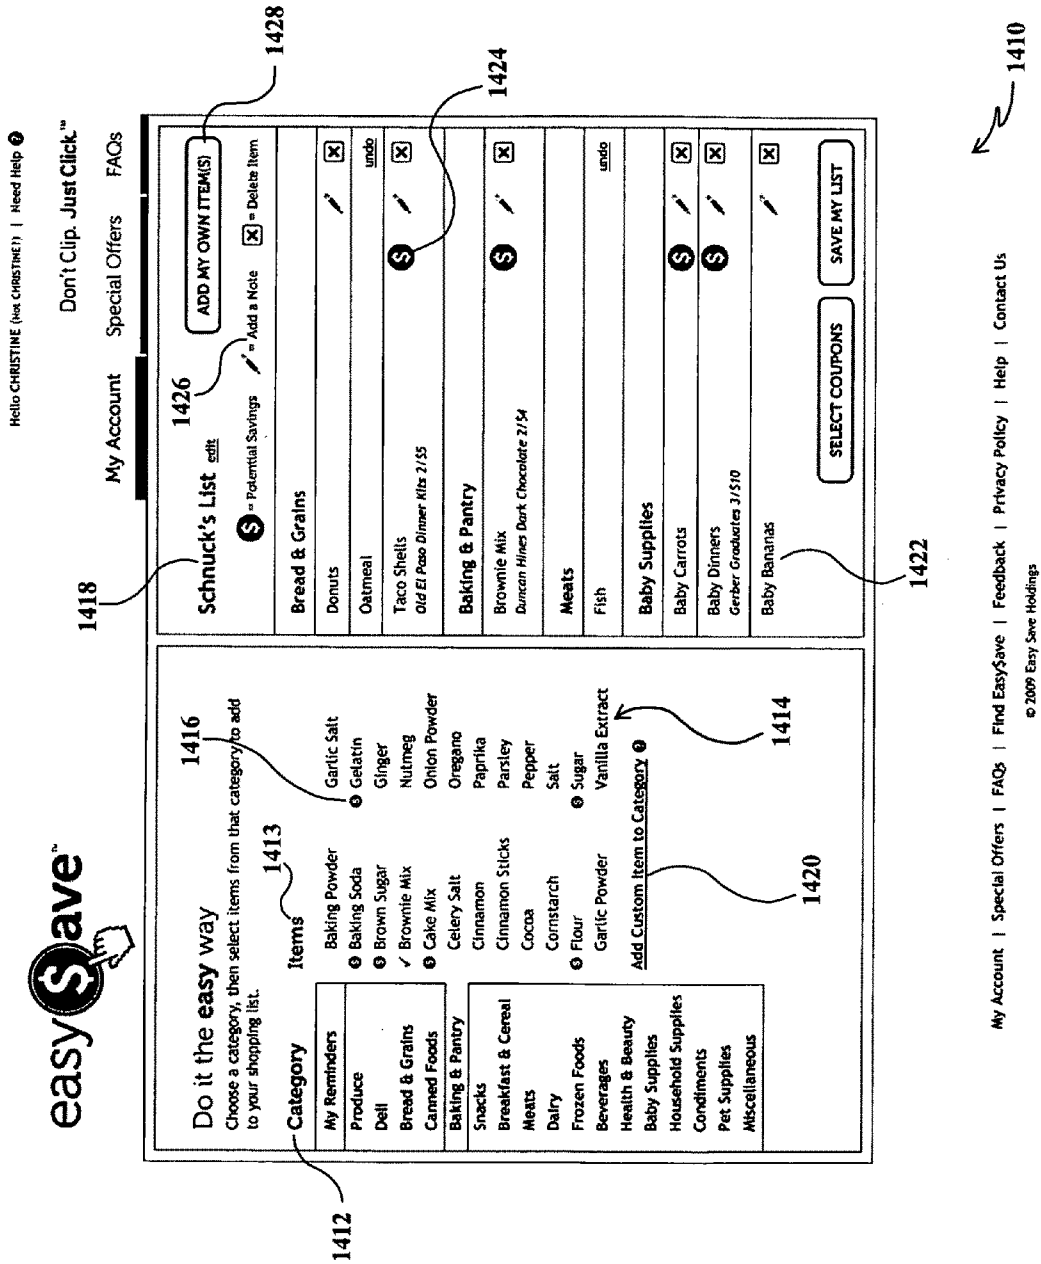 Hello CHRISTINE (Not CHRISTINE?) | Need Help ?
easy$ave™
Don't Clip. Just Click.™
My Account Special Offers FAQs
Do it the easy way
Choose a category, then select items from that category to add
to your shopping list.
Category
Items
My Reminders
Produce
Deli
Bread & Grains
Canned Foods
Baking & Pantry
Snacks
Breakfast & Cereal
Meats
Dairy
Frozen Foods
Beverages
Health & Beauty
Baby Supplies
Household Supplies
Condiments
Pet Supplies
Miscellaneous
Baking Powder
$ Baking Soda
$ Brown Sugar
✓ Brownie Mix
$ Cake Mix
Celery Salt
Cinnamon
Cinnamon Sticks
Cocoa
Cornstarch
$ Flour
Garlic Powder
Garlic Salt
$ Gelatin
Ginger
Nutmeg
Onion Powder
Oregano
Paprika
Parsley
Pepper
Salt
$ Sugar
Vanilla Extract
Add Custom Item to Category ?
Schnuck's List edit
ADD MY OWN ITEM(S)
$ = Potential Savings = Add a Note X = Delete Item
Bread & Grains
Donuts X
Oatmeal undo
Taco Shells $ X
Old El Paso Dinner Kits 2/$5
Baking & Pantry
Brownie Mix $ X
Duncan Hines Dark Chocolate 2/$4
Meats
Fish undo
Baby Supplies
Baby Carrots $ X
Baby Dinners $ X
Gerber Graduates 3/$10
Baby Bananas X
SELECT COUPONS SAVE MY LIST
My Account | Special Offers | FAQs | Find Easy$ave | Feedback | Privacy Policy | Help | Contact Us
© 2009 Easy Save Holdings
1412
1413
1416
1414
1420
1418
1426
1428
1424
1422
1410